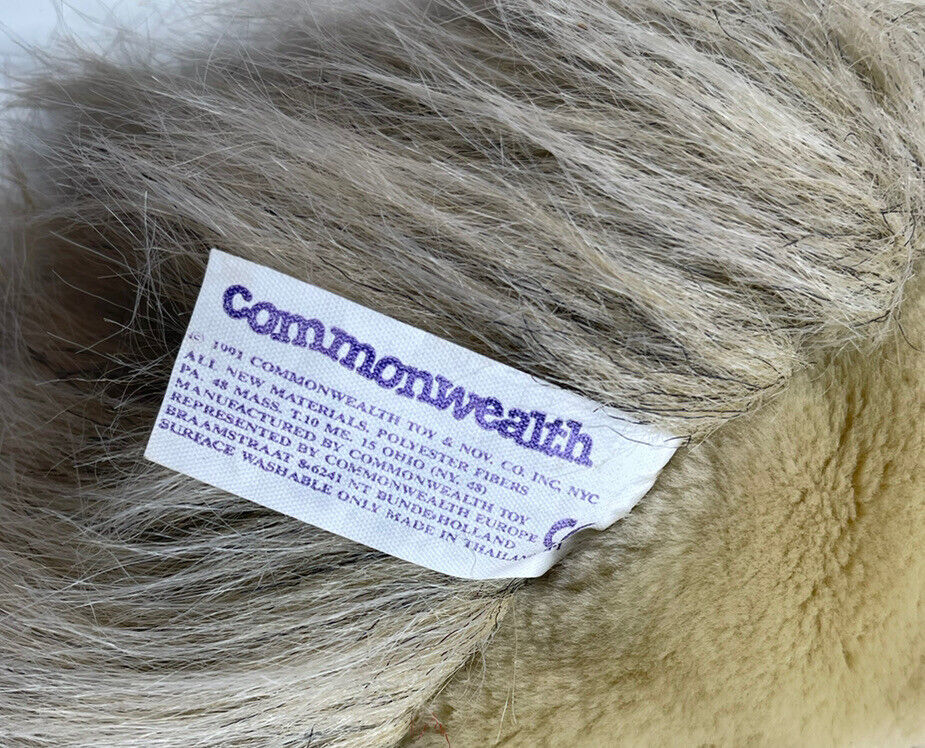 commonwealth
© 1991 COMMONWEALTH TOY & NOV. CO. INC, NYC
ALL NEW MATERIALS, POLYESTER FIBERS
PA. 48 MASS. T.10 ME. 15 OHIO (NY. 48)
MANUFACTURED BY COMMONWEALTH TOY
REPRESENTED BY COMMONWEALTH EUROPE
BRAAMSTRAAT 8-6241 NT BUNDE-HOLLAND
SURFACE WASHABLE ONLY MADE IN